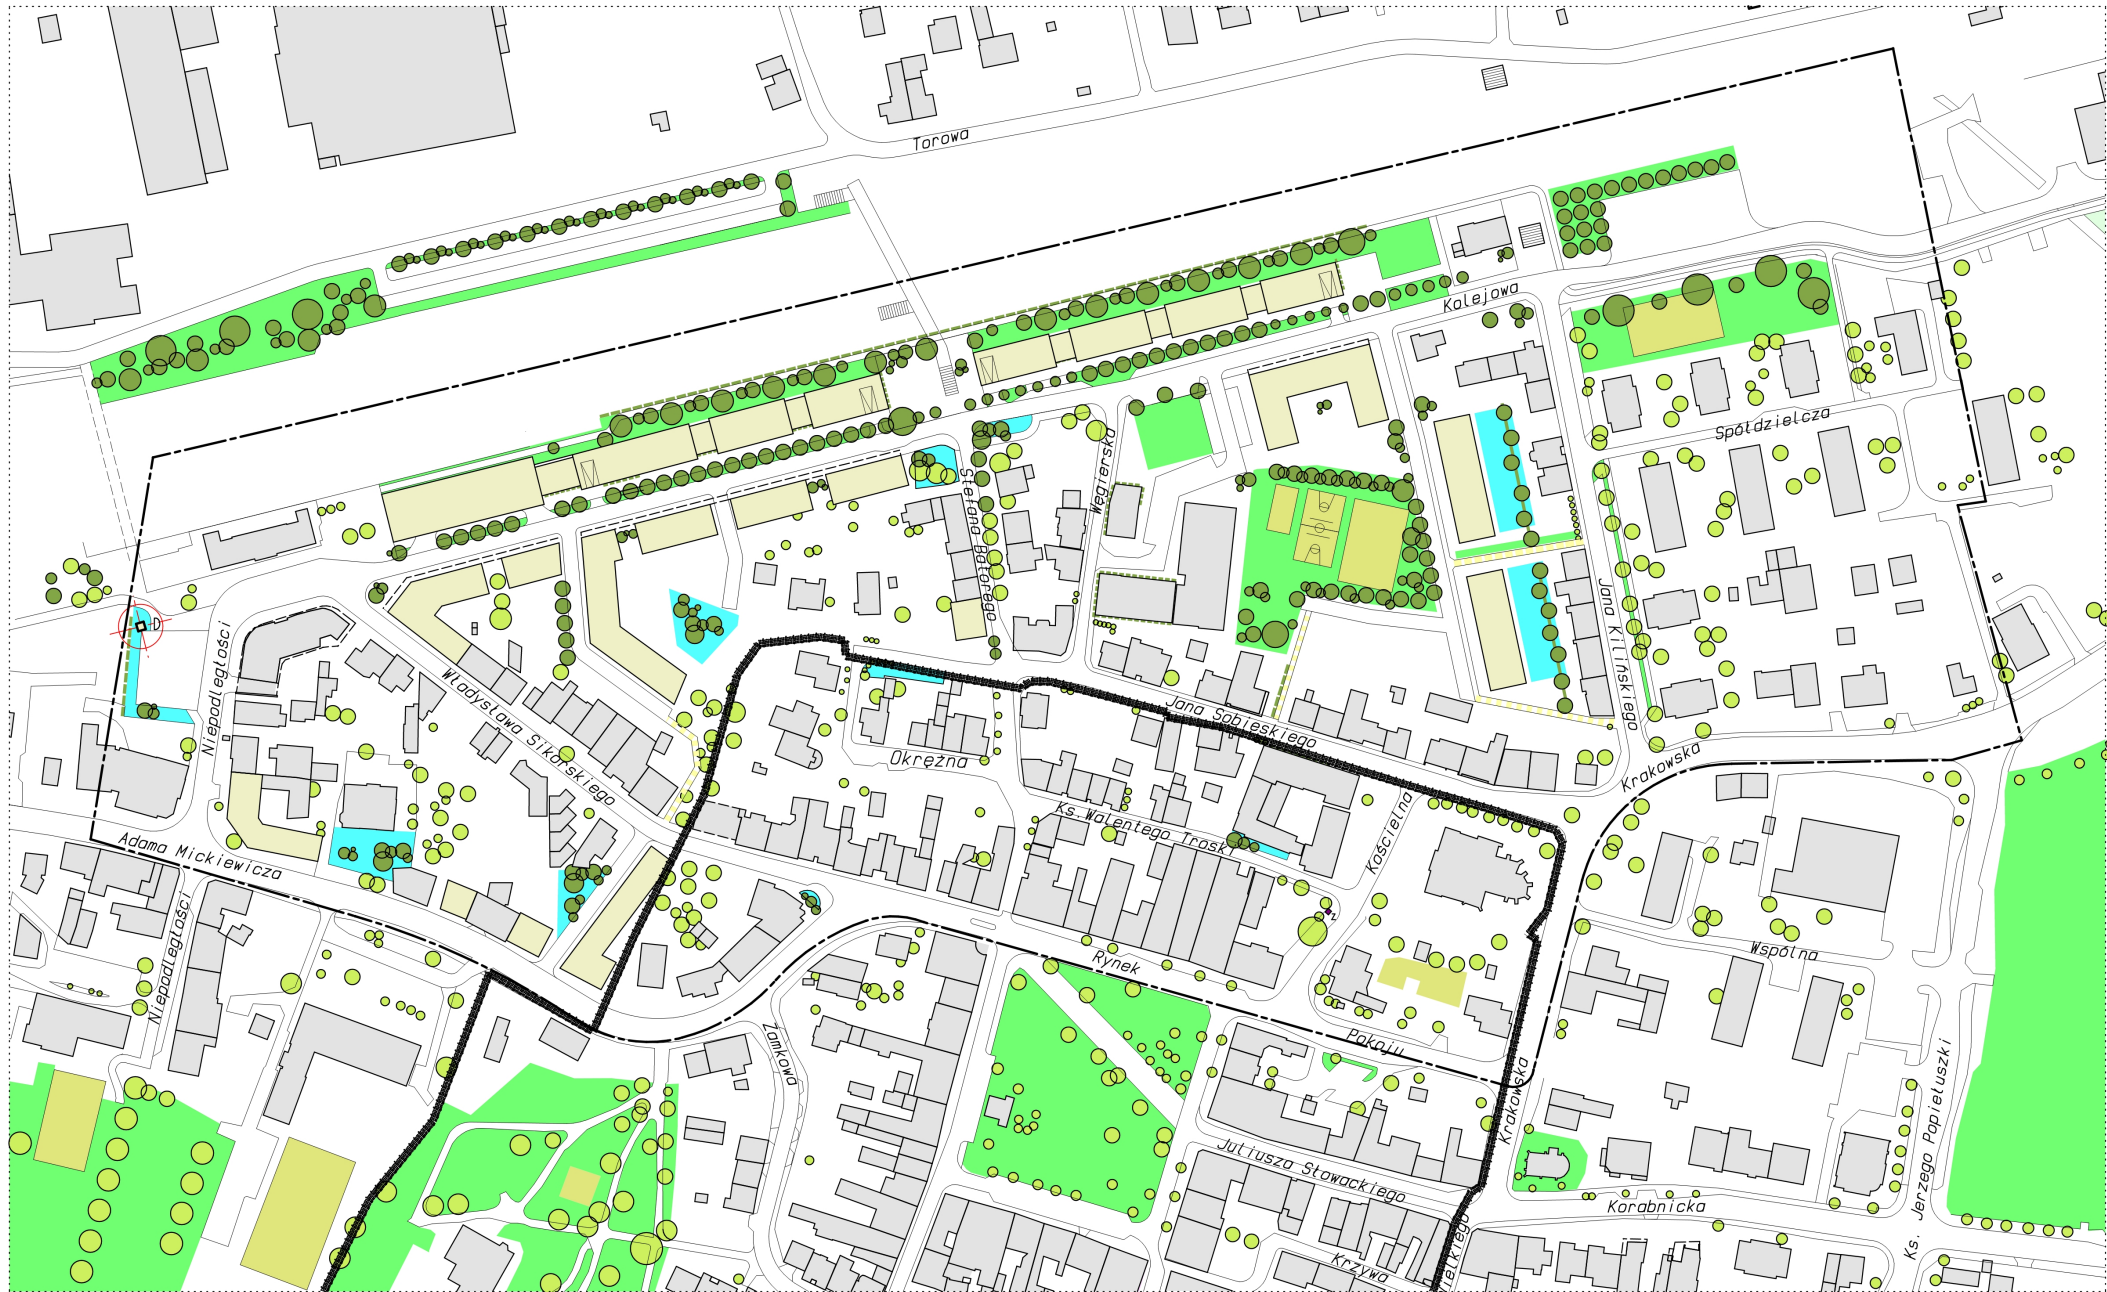 Torowa
Kolejowa
Spółdzielcza
Węgierska
Stefana Batorego
D
Niepodległości
Władysława Sikorskiego
Jana Kilińskiego
Jana Sobieskiego
Okrężna
Krakowska
Ks. Walentego Troski
Kościelna
Adama Mickiewicza
Niepodległości
Rynek
Wspólna
Zamkowa
Pokoju
Krakowska
Juliusza Słowackiego
Ks. Jerzego Popiełuszki
Korabnicka
Krzywa